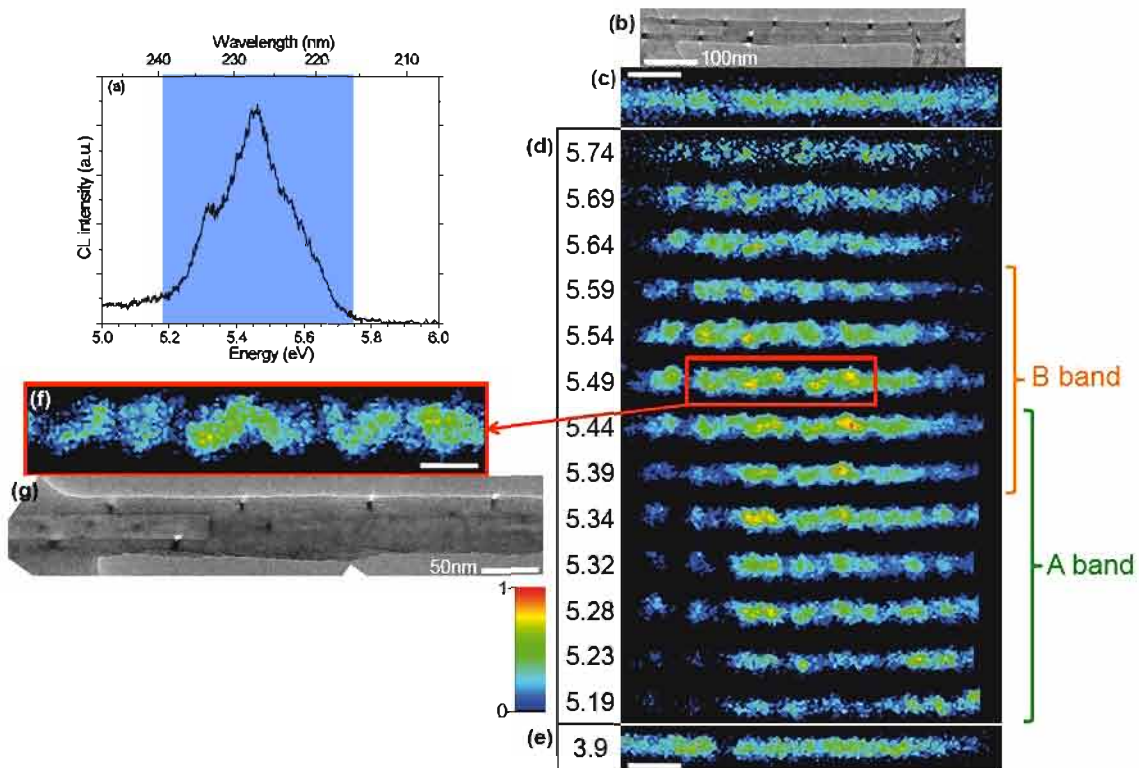 Wavelength (nm)
240 230 220 210
(a)
CL intensity (a.u.)
5.0 5.2 5.4 5.6 5.8 6.0
Energy (eV)
(b)
100nm
(c)
(d)
5.74
5.69
5.64
5.59
5.54
5.49
5.44
5.39
5.34
5.32
5.28
5.23
5.19
B band
A band
(e)
3.9
(f)
(g)
50nm
1
0